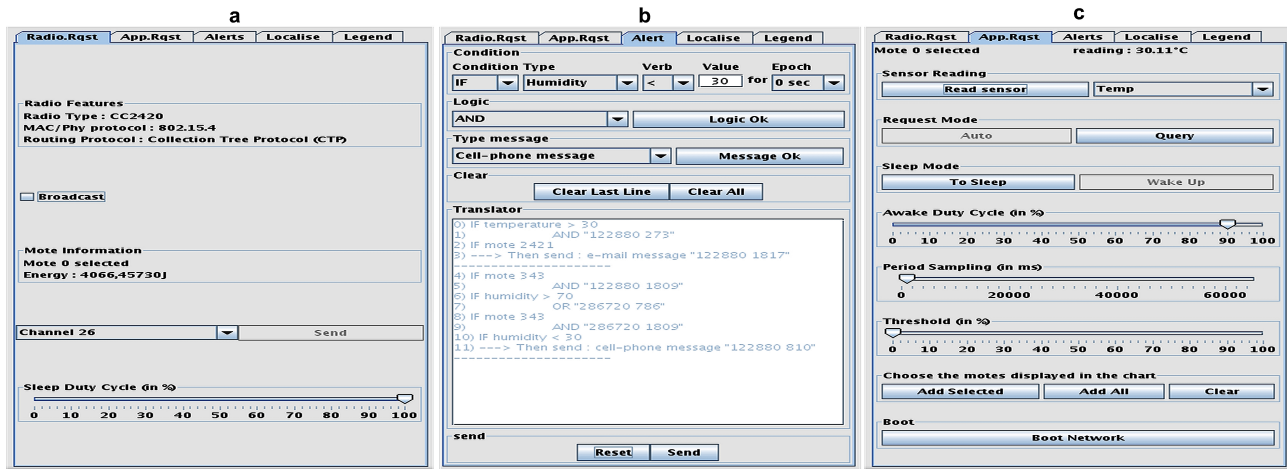 a
Radio.Rqst App.Rqst Alerts Localise Legend
Radio Features
Radio Type : CC2420
MAC/Phy protocol : 802.15.4
Routing Protocol : Collection Tree Protocol (CTP)
Broadcast
Mote Information
Mote 0 selected
Energy : 4066,45730J
Channel 26 Send
Sleep Duty Cycle (in %)
0 10 20 30 40 50 60 70 80 90 100
b
Radio.Rqst App.Rqst Alert Localise Legend
Condition
Condition Type Verb Value Epoch
IF Humidity < 30 for 0 sec
Logic
AND Logic Ok
Type message
Cell-phone message Message Ok
Clear
Clear Last Line Clear All
Translator
0) IF temperature > 30
1) AND "122880 273"
2) IF mote 2421
3) ---> Then send : e-mail message "122880 1817"
----------------------
4) IF mote 343
5) AND "122880 1809"
6) IF humidity > 70
7) OR "286720 786"
8) IF mote 343
9) AND "286720 1809"
10) IF humidity < 30
11) ---> Then send : cell-phone message "122880 810"
----------------------
send
Reset Send
c
Radio.Rqst App.Rqst Alerts Localise Legend
Mote 0 selected reading : 30.11°C
Sensor Reading
Read sensor Temp
Request Mode
Auto Query
Sleep Mode
To Sleep Wake Up
Awake Duty Cycle (in %)
0 10 20 30 40 50 60 70 80 90 100
Period Sampling (in ms)
0 20000 40000 60000
Threshold (in %)
0 10 20 30 40 50 60 70 80 90 100
Choose the motes displayed in the chart
Add Selected Add All Clear
Boot
Boot Network